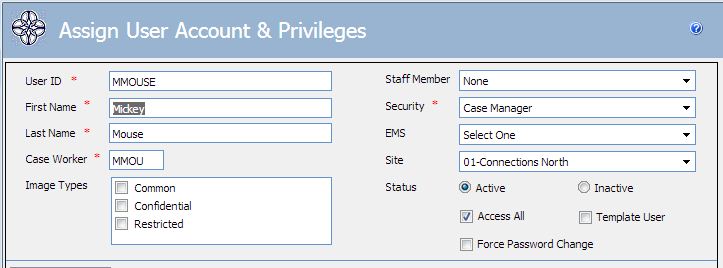 Assign User Account & Privileges
User ID * MMOUSE
First Name * Mickey
Last Name * Mouse
Case Worker * MMOU
Image Types
Common
Confidential
Restricted
Staff Member None
Security * Case Manager
EMS Select One
Site 01-Connections North
Status Active Inactive
Access All Template User
Force Password Change